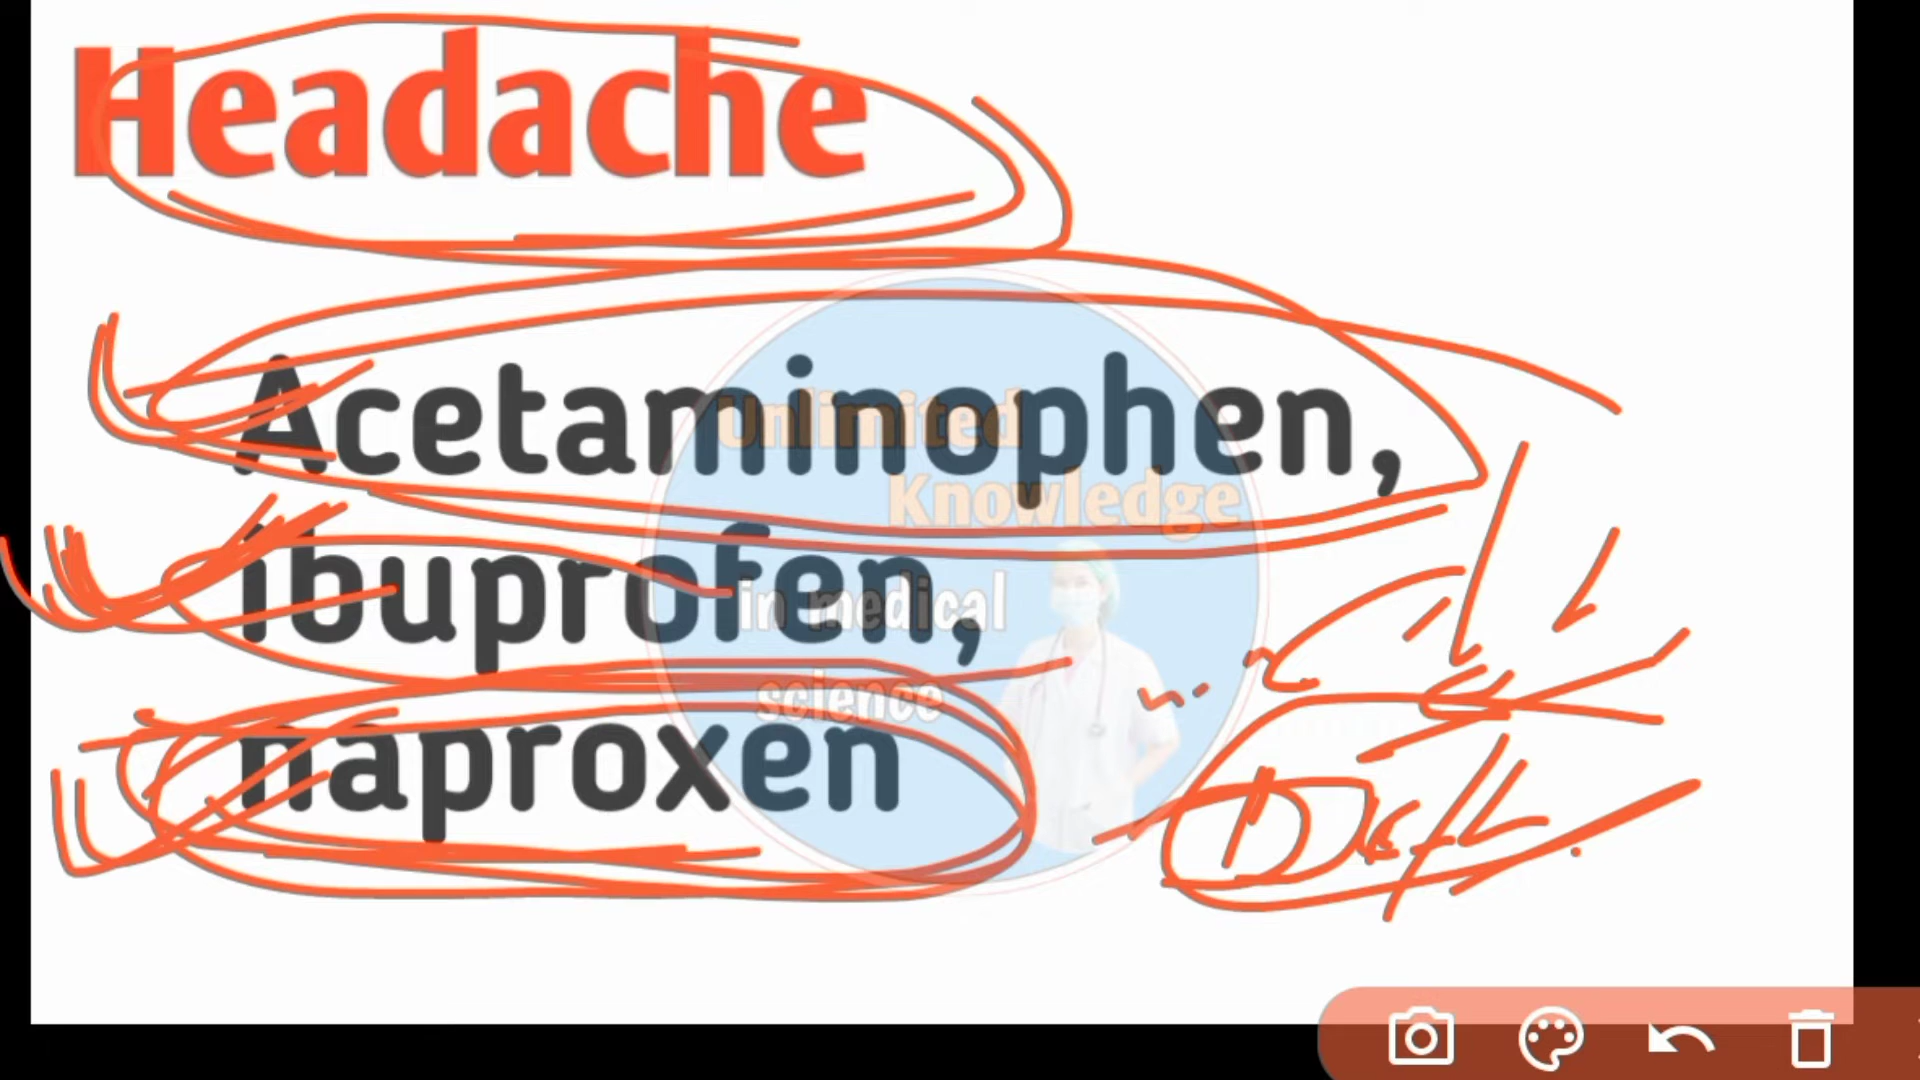 Headache
Acetaminophen,
Unlimited
Knowledge
Ibuprofen,
in medical
science
naproxen